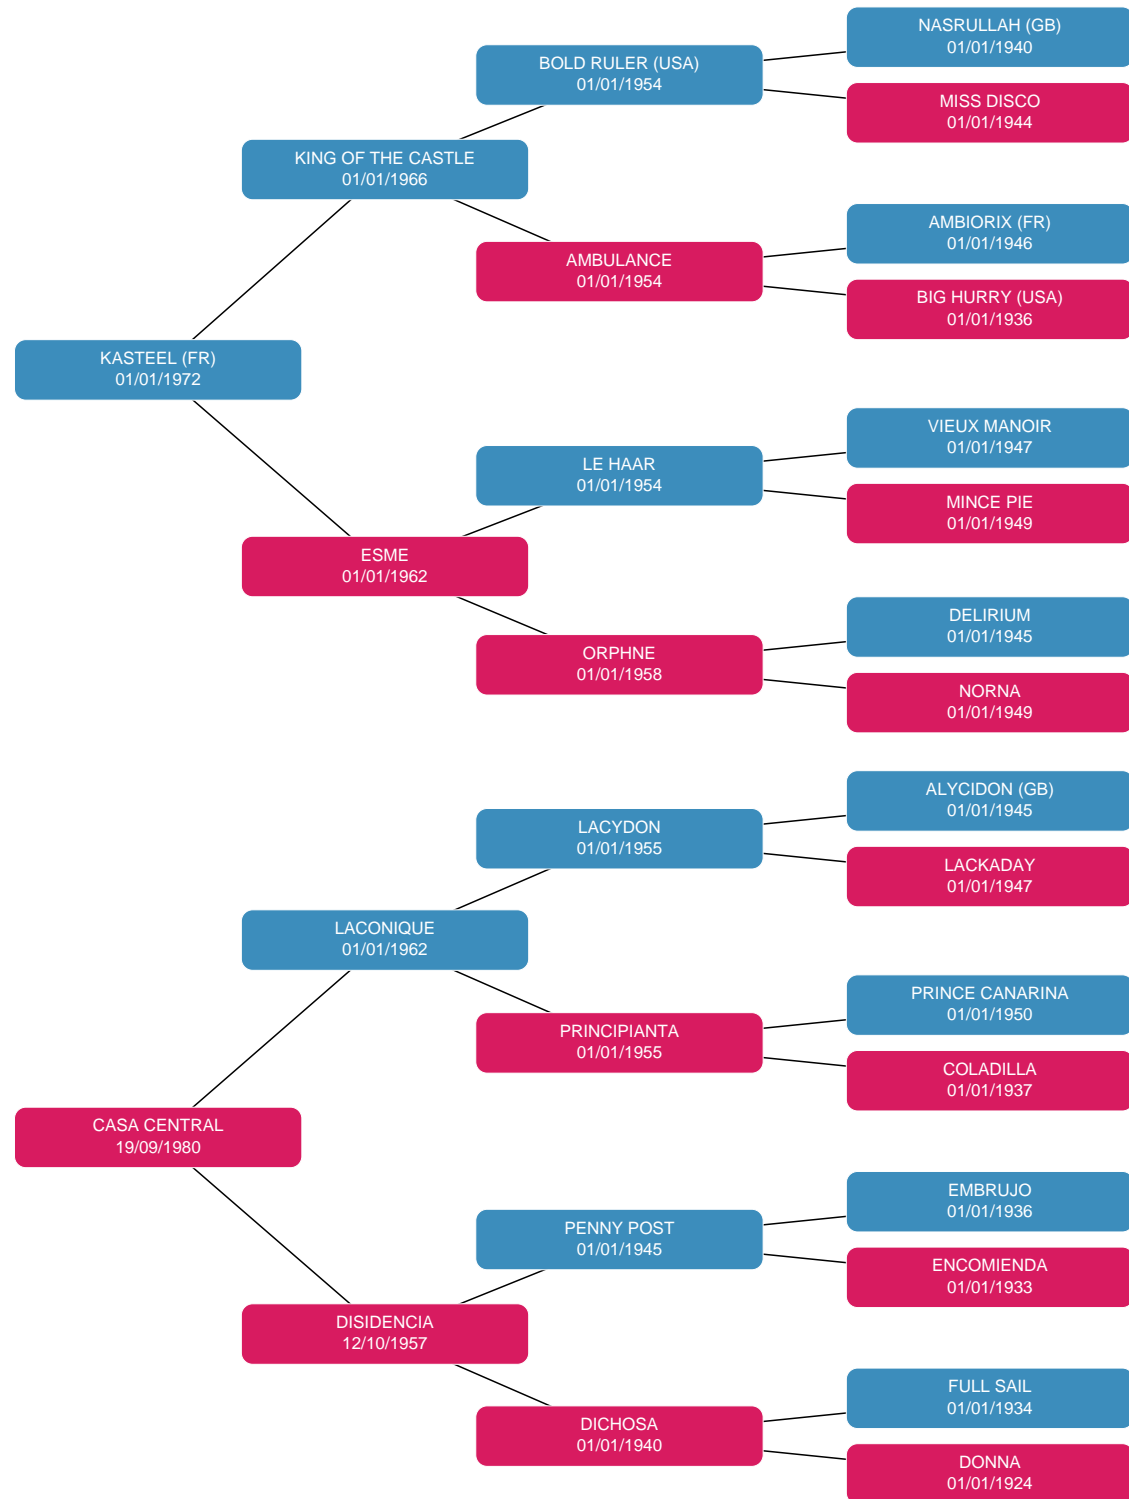 NASRULLAH (GB)
01/01/1940
BOLD RULER (USA)
01/01/1954
MISS DISCO
01/01/1944
KING OF THE CASTLE
01/01/1966
AMBIORIX (FR)
01/01/1946
AMBULANCE
01/01/1954
BIG HURRY (USA)
01/01/1936
KASTEEL (FR)
01/01/1972
VIEUX MANOIR
01/01/1947
LE HAAR
01/01/1954
MINCE PIE
01/01/1949
ESME
01/01/1962
DELIRIUM
01/01/1945
ORPHNE
01/01/1958
NORNA
01/01/1949
ALYCIDON (GB)
01/01/1945
LACYDON
01/01/1955
LACKADAY
01/01/1947
LACONIQUE
01/01/1962
PRINCE CANARINA
01/01/1950
PRINCIPIANTA
01/01/1955
COLADILLA
01/01/1937
CASA CENTRAL
19/09/1980
EMBRUJO
01/01/1936
PENNY POST
01/01/1945
ENCOMIENDA
01/01/1933
DISIDENCIA
12/10/1957
FULL SAIL
01/01/1934
DICHOSA
01/01/1940
DONNA
01/01/1924